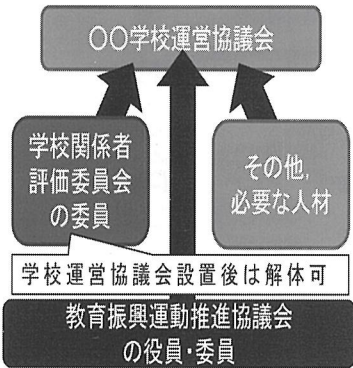 〇〇学校運営協議会
学校関係者
評価委員会
の委員
その他,
必要な人材
学校運営協議会設置後は解体可
教育振興運動推進協議会
の役員・委員